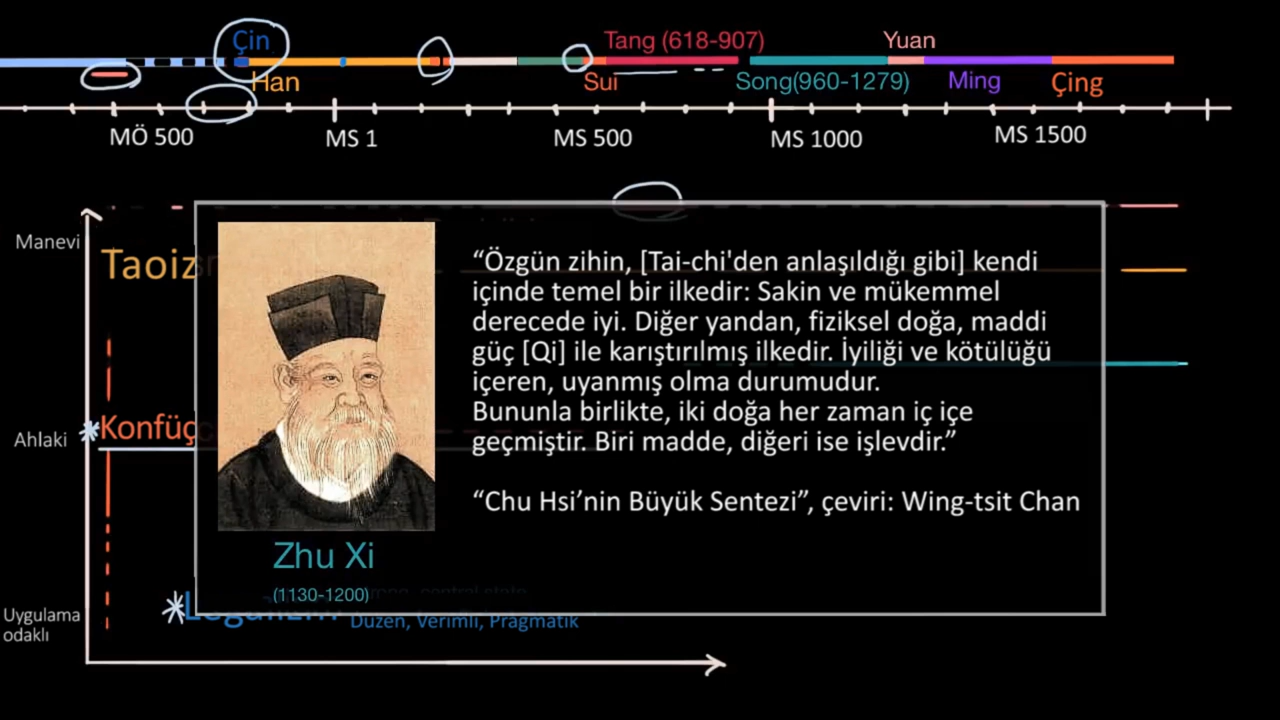 Çin
Tang (618-907)
Yuan
Han
Sui
Song(960-1279)
Ming
Çing
MÖ 500
MS 1
MS 500
MS 1000
MS 1500
Manevi
Taoiz
Ahlaki
Konfüç
Uygulama
odaklı
Legalizm
Düzen, Verimli, Pragmatik
“Özgün zihin, [Tai-chi'den anlaşıldığı gibi] kendi
içinde temel bir ilkedir: Sakin ve mükemmel
derecede iyi. Diğer yandan, fiziksel doğa, maddi
güç [Qi] ile karıştırılmış ilkedir. İyiliği ve kötülüğü
içeren, uyanmış olma durumudur.
Bununla birlikte, iki doğa her zaman iç içe
geçmiştir. Biri madde, diğeri ise işlevdir.”
“Chu Hsi’nin Büyük Sentezi”, çeviri: Wing-tsit Chan
Zhu Xi
(1130-1200)